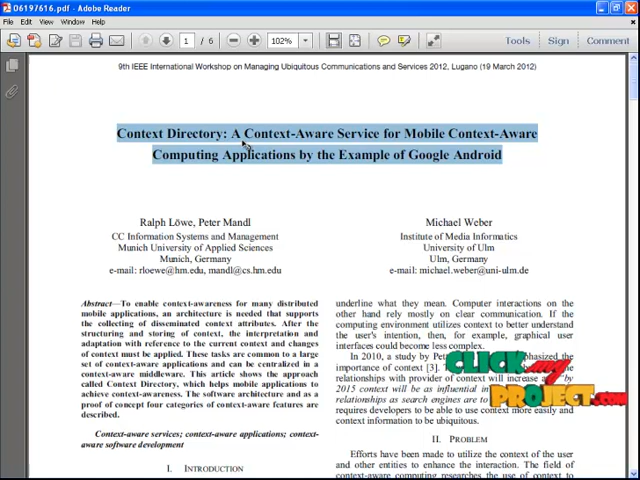 06197616.pdf - Adobe Reader
File Edit View Window Help
1 / 6 102% Tools Sign Comment
9th IEEE International Workshop on Managing Ubiquitous Communications and Services 2012, Lugano (19 March 2012)
Context Directory: A Context-Aware Service for Mobile Context-Aware
Computing Applications by the Example of Google Android
Ralph Löwe, Peter Mandl
CC Information Systems and Management
Munich University of Applied Sciences
Munich, Germany
e-mail: rloewe@hm.edu, mandl@cs.hm.edu
Michael Weber
Institute of Media Informatics
University of Ulm
Ulm, Germany
e-mail: michael.weber@uni-ulm.de
Abstract—To enable context-awareness for many distributed
mobile applications, an architecture is needed that supports
the collecting of disseminated context attributes. After the
structuring and storing of context, the interpretation and
adaptation with reference to the current context and changes
of context must be applied. These tasks are common to a large
set of context-aware applications and can be centralized in a
context-aware middleware. This article shows the approach
called Context Directory, which helps mobile applications to
achieve context-awareness. The software architecture and as a
proof of concept four categories of context-aware features are
described.
Context-aware services; context-aware applications; context-
aware software development
I. INTRODUCTION
underline what they mean. Computer interactions on the
other hand rely mostly on clear communication. If the
computing environment utilizes context to better understand
the user's intention, then, for example, graphical user
interfaces could become less complex.
In 2010, a study by Pet emphasized the
importance of context [3]. T
relationships with provider of context will increase a "by
2015 context will be as influential in
relationships as search engines are to
requires developers to be able to use context more easily and
context information to be ubiquitous.
CLICK my
PROJECT.com
II. PROBLEM
Efforts have been made to utilize the context of the user
and other entities to enhance the interaction. The field of
context-awareness researches the use of context to